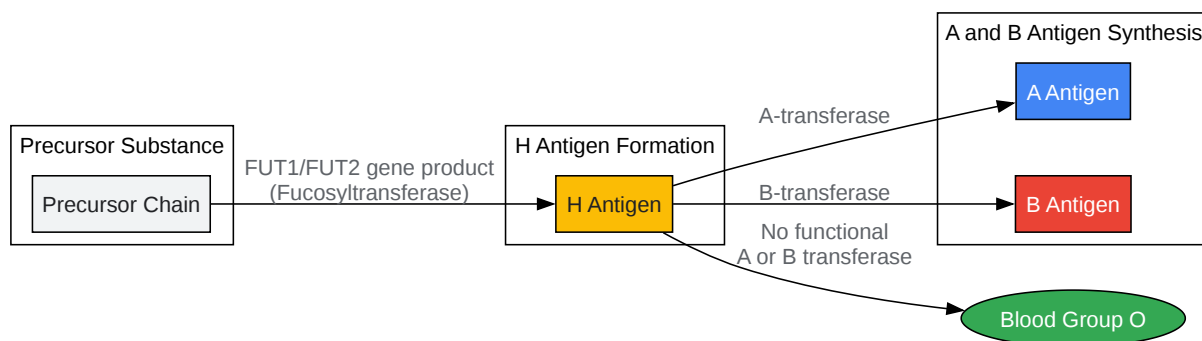 A and B Antigen Synthesis
A Antigen
A-transferase
Precursor Substance
H Antigen Formation
FUT1/FUT2 gene product
(Fucosyltransferase)
Precursor Chain
H Antigen
B-transferase
B Antigen
No functional
A or B transferase
Blood Group O